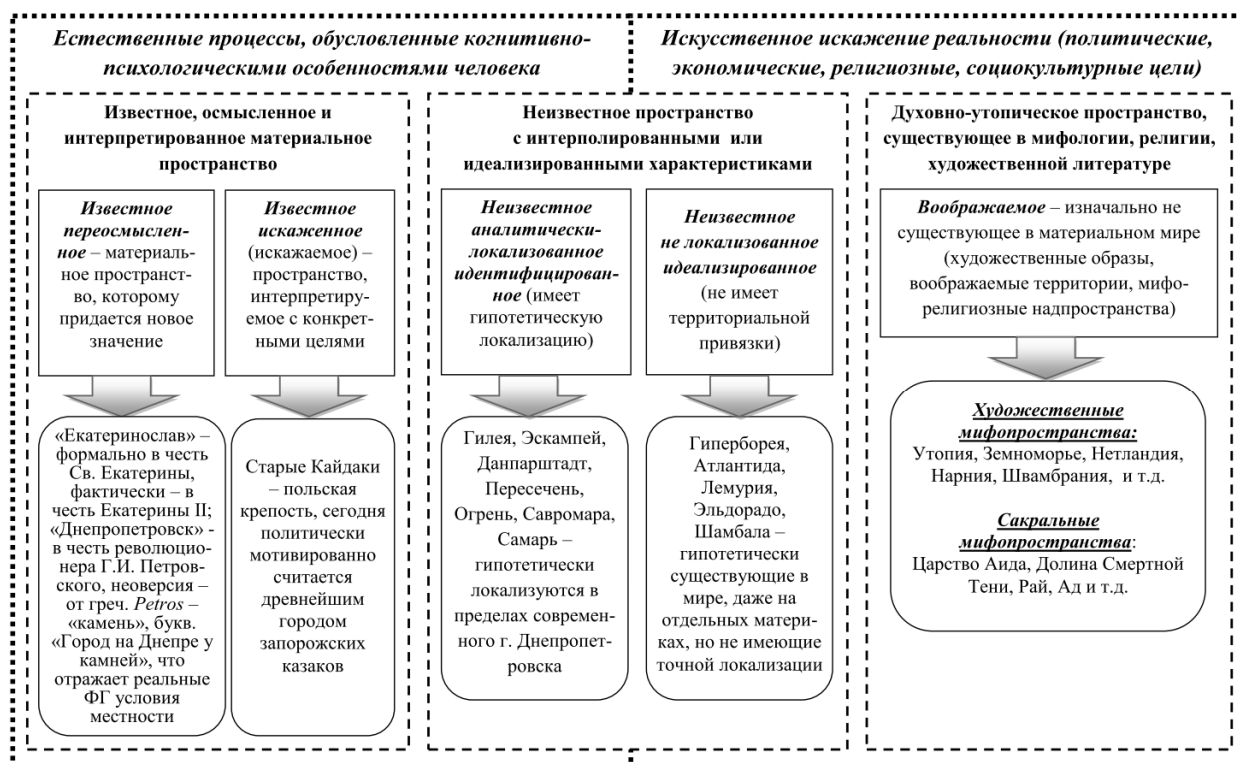 Естественные процессы, обусловленные когнитивно-
психологическими особенностями человека
Искусственное искажение реальности (политические,
экономические, религиозные, социокультурные цели)
Известное, осмысленное и
интерпретированное материальное
пространство
Известное
переосмыслен-
ное – материаль-
ное пространст-
во, которому
придается новое
значение
Известное
искаженное
(искажаемое) –
пространство,
интерпретиру-
емое с конкрет-
ными целями
«Екатеринослав» –
формально в честь
Св. Екатерины,
фактически – в
честь Екатерины II;
«Днепропетровск» -
в честь революцио-
нера Г.И. Петров-
ского, неоверсия –
от греч. Petros –
«камень», букв.
«Город на Днепре у
камней», что
отражает реальные
ФГ условия
местности
Старые Кайдаки
– польская
крепость, сегодня
политически
мотивированно
считается
древнейшим
городом
запорожских
казаков
Неизвестное пространство
с интерполированными или
идеализированными характеристиками
Неизвестное
аналитически-
локализованное
идентифицирован-
ное (имеет
гипотетическую
локализацию)
Неизвестное
не локализованное
идеализированное
(не имеет
территориальной
привязки)
Гилея, Эскампей,
Данпарштадт,
Пересечень,
Огрень, Савромара,
Самарь –
гипотетически
локализуются в
пределах современ-
ного г. Днепропет-
ровска
Гиперборея,
Атлантида,
Лемурия,
Эльдорадо,
Шамбала –
гипотетически
существующие в
мире, даже на
отдельных матери-
ках, но не имеющие
точной локализации
Духовно-утопическое пространство,
существующее в мифологии, религии,
художественной литературе
Воображаемое – изначально не
существующее в материальном мире
(художественные образы,
воображаемые территории, мифо-
религиозные надпространства)
Художественные
мифопространства:
Утопия, Земноморье, Нетландия,
Нарния, Швамбрания, и т.д.
Сакральные
мифопространства:
Царство Аида, Долина Смертной
Тени, Рай, Ад и т.д.